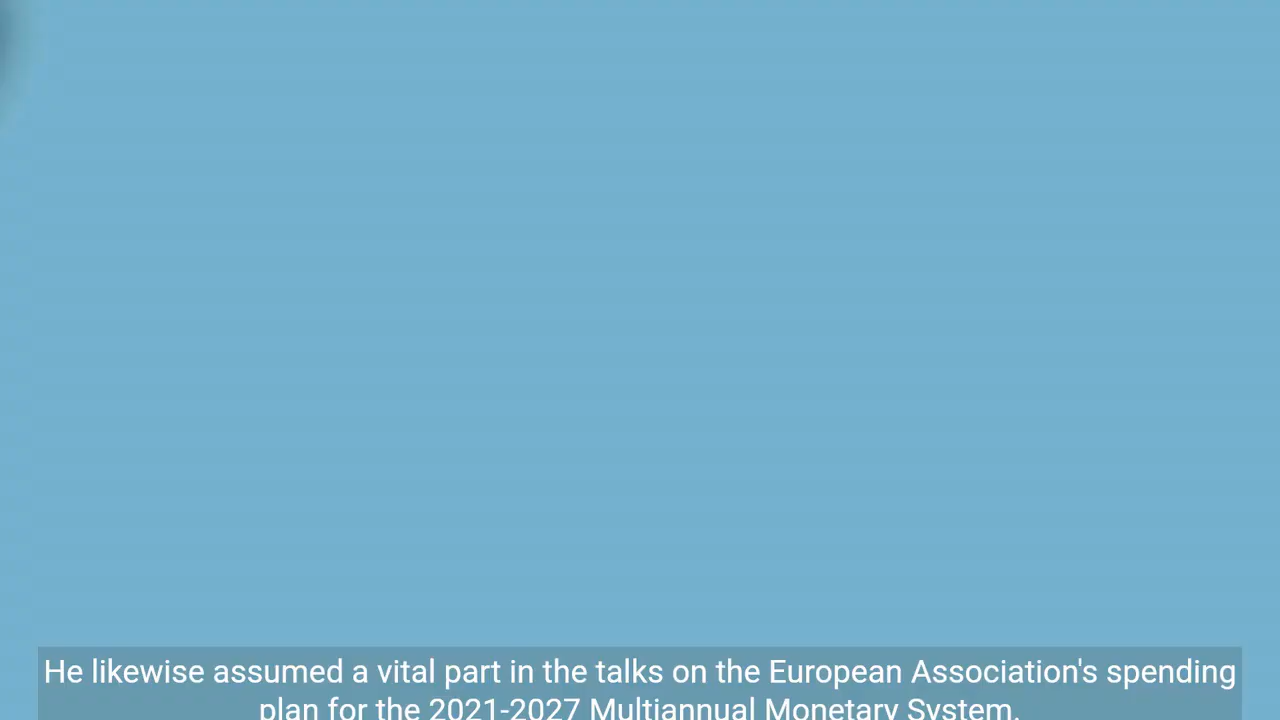 He likewise assumed a vital part in the talks on the European Association's spending
plan for the 2021-2027 Multiannual Monetary System.